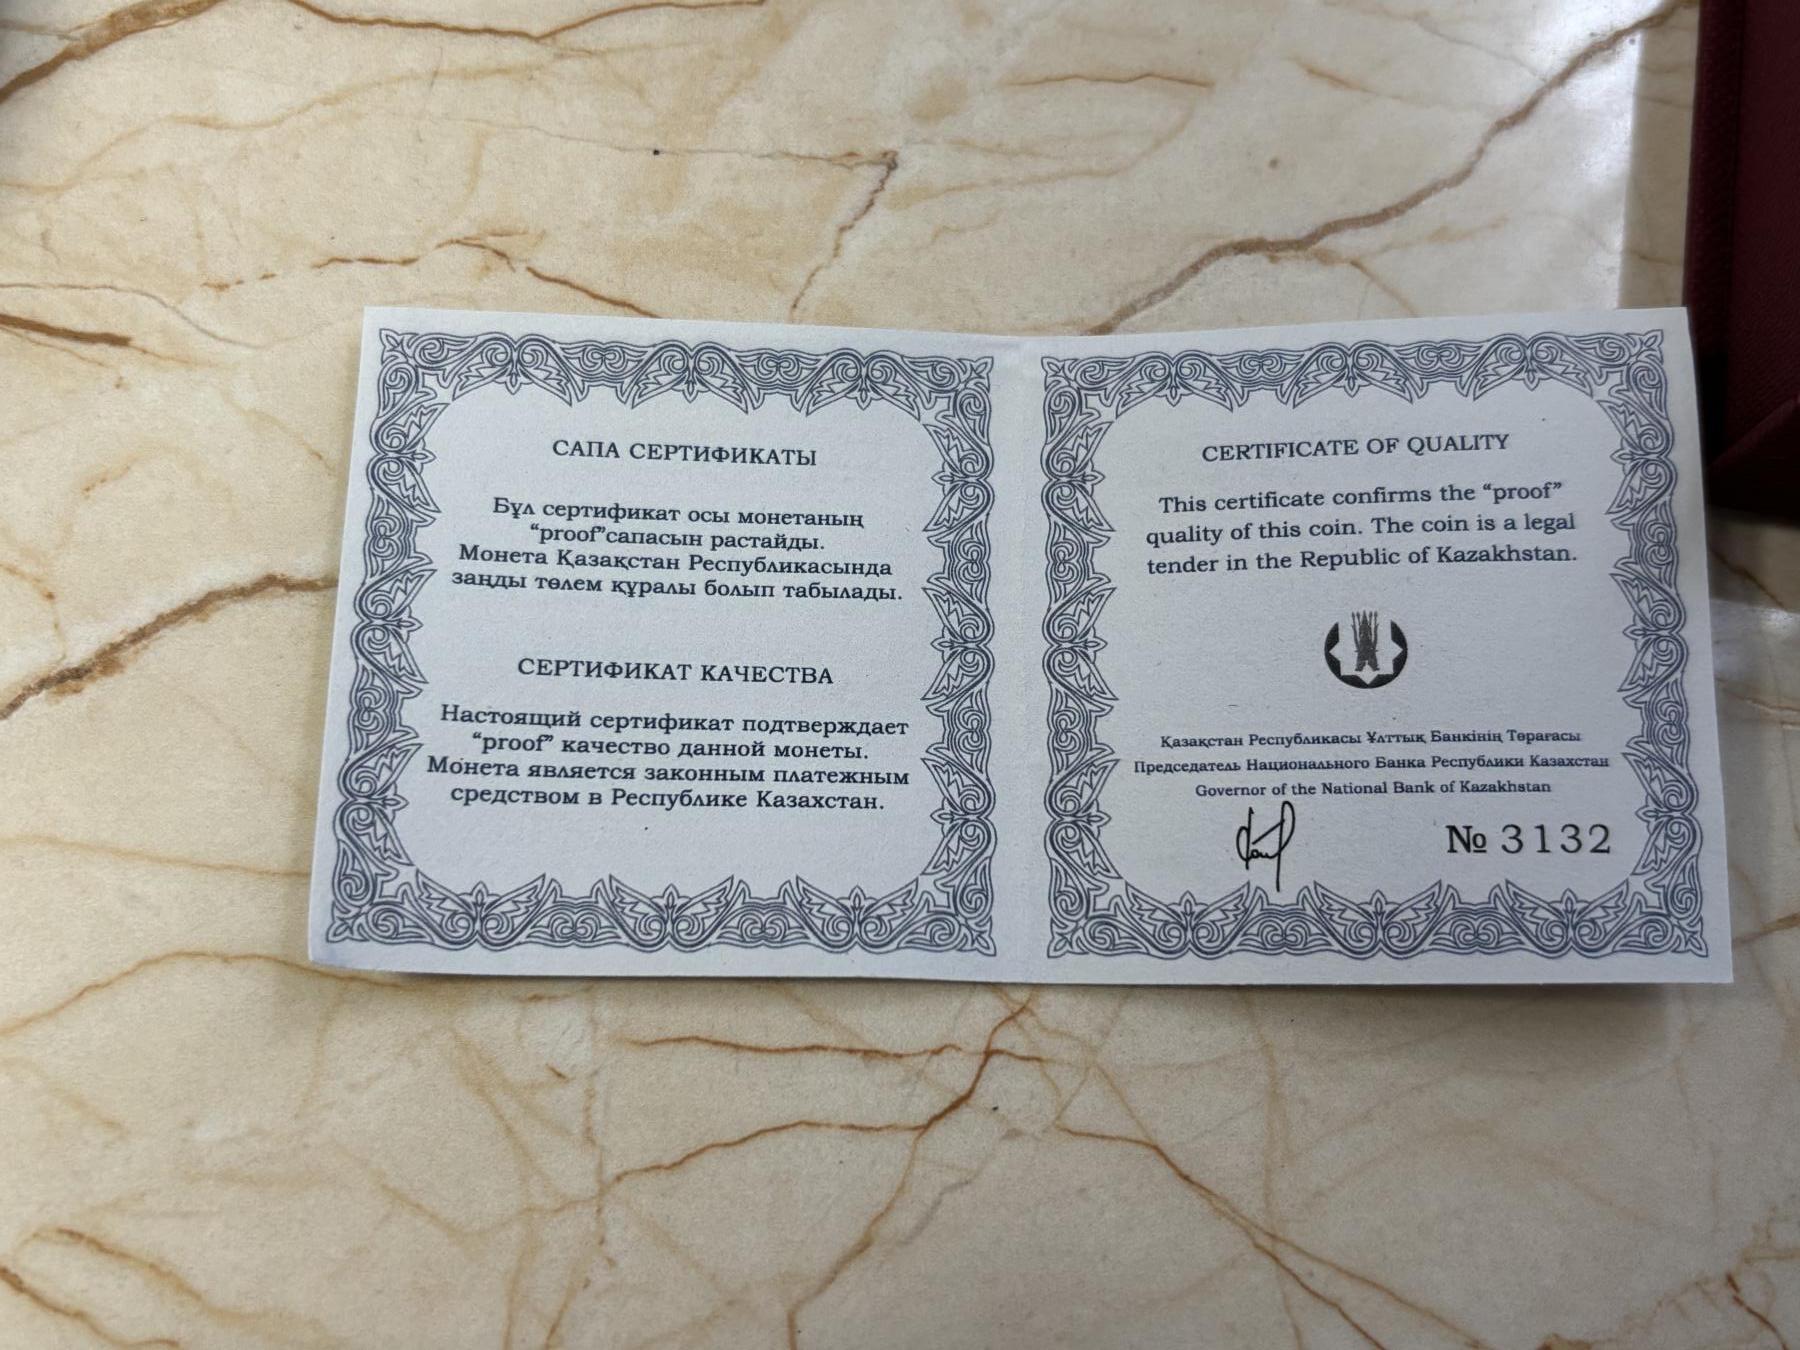 САПА СЕРТИФИКАТЫ
Бұл сертификат осы монетаның
“proof”сапасын растайды.
Монета Қазақстан Республикасында
заңды төлем құралы болып табылады.
СЕРТИФИКАТ КАЧЕСТВА
Настоящий сертификат подтверждает
“proof” качество данной монеты.
Монета является законным платежным
средством в Республике Казахстан.
CERTIFICATE OF QUALITY
This certificate confirms the “proof”
quality of this coin. The coin is a legal
tender in the Republic of Kazakhstan.
Қазақстан Республикасы Ұлттық Банкінің Төрағасы
Председатель Национального Банка Республики Казахстан
Governor of the National Bank of Kazakhstan
№ 3132